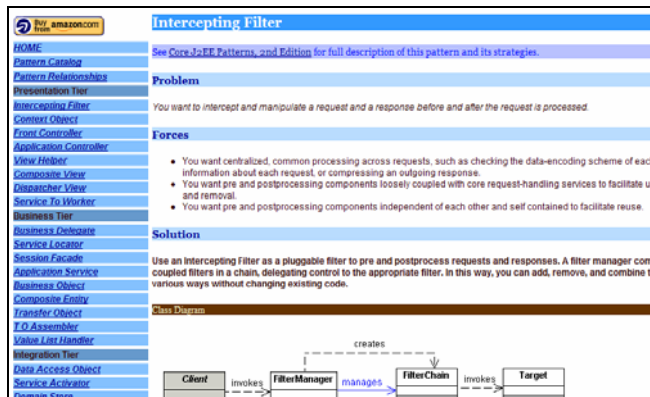 Buy from amazon.com
HOME
Pattern Catalog
Pattern Relationships
Presentation Tier
Intercepting Filter
Context Object
Front Controller
Application Controller
View Helper
Composite View
Dispatcher View
Service To Worker
Business Tier
Business Delegate
Service Locator
Session Facade
Application Service
Business Object
Composite Entity
Transfer Object
T O Assembler
Value List Handler
Integration Tier
Data Access Object
Service Activator
Domain Store
Intercepting Filter
See Core J2EE Patterns, 2nd Edition for full description of this pattern and its strategies.
Problem
You want to intercept and manipulate a request and a response before and after the request is processed.
Forces
• You want centralized, common processing across requests, such as checking the data-encoding scheme of eac
information about each request, or compressing an outgoing response.
• You want pre and postprocessing components loosely coupled with core request-handling services to facilitate u
and removal.
• You want pre and postprocessing components independent of each other and self contained to facilitate reuse.
Solution
Use an Intercepting Filter as a pluggable filter to pre and postprocess requests and responses. A filter manager com
coupled filters in a chain, delegating control to the appropriate filter. In this way, you can add, remove, and combine t
various ways without changing existing code.
Class Diagram
creates
Client
invokes
FilterManager
manages
FilterChain
invokes
Target